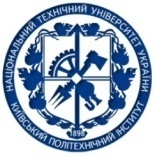 НАЦІОНАЛЬНИЙ ТЕХНІЧНИЙ УНІВЕРСИТЕТ УКРАЇНИ
КИЇВСЬКИЙ ПОЛІТЕХНІЧНИЙ ІНСТИТУТ
1898